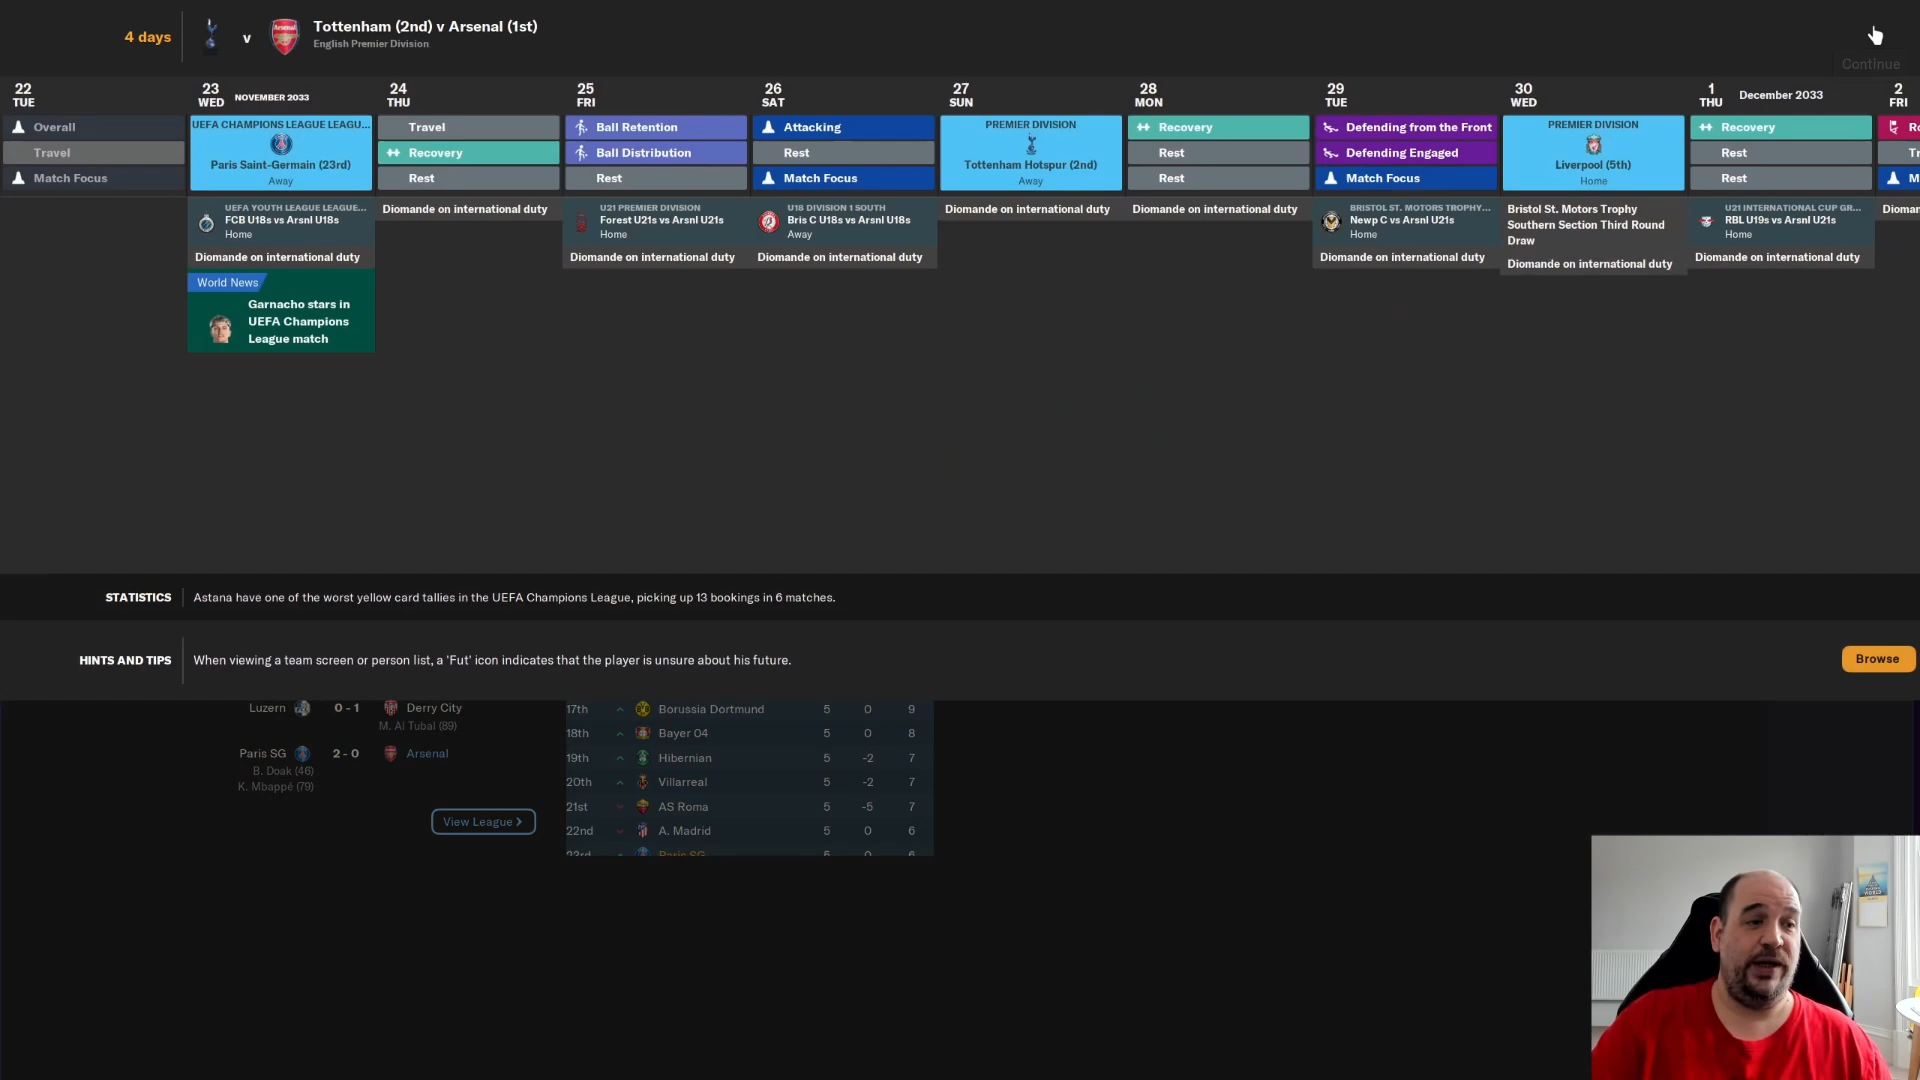 4 days
v
Tottenham (2nd) v Arsenal (1st)
English Premier Division
Continue
22
TUE
23
WED
NOVEMBER 2033
24
THU
25
FRI
26
SAT
27
SUN
28
MON
29
TUE
30
WED
1
THU
December 2033
2
FRI
Overall
Travel
Match Focus
UEFA CHAMPIONS LEAGUE LEAGU...
Paris Saint-Germain (23rd)
Away
UEFA YOUTH LEAGUE LEAGUE...
FCB U18s vs Arsnl U18s
Home
Diomande on international duty
World News
Garnacho stars in
UEFA Champions
League match
Travel
Recovery
Rest
Diomande on international duty
Ball Retention
Ball Distribution
Rest
U21 PREMIER DIVISION
Forest U21s vs Arsnl U21s
Home
Diomande on international duty
Attacking
Rest
Match Focus
U18 DIVISION 1 SOUTH
Bris C U18s vs Arsnl U18s
Away
Diomande on international duty
PREMIER DIVISION
Tottenham Hotspur (2nd)
Away
Diomande on international duty
Recovery
Rest
Rest
Diomande on international duty
Defending from the Front
Defending Engaged
Match Focus
BRISTOL ST. MOTORS TROPHY...
Newp C vs Arsnl U21s
Home
Diomande on international duty
PREMIER DIVISION
Liverpool (5th)
Home
Bristol St. Motors Trophy
Southern Section Third Round
Draw
Diomande on international duty
Recovery
Rest
Rest
U21 INTERNATIONAL CUP GR...
RBL U19s vs Arsnl U21s
Home
Diomande on international duty
Ro
Tr
M
Dioman
STATISTICS
Astana have one of the worst yellow card tallies in the UEFA Champions League, picking up 13 bookings in 6 matches.
HINTS AND TIPS
When viewing a team screen or person list, a 'Fut' icon indicates that the player is unsure about his future.
Browse
Luzern 0 - 1 Derry City
M. Al Tubal (89)
Paris SG 2 - 0 Arsenal
B. Doak (46)
K. Mbappé (79)
View League >
17th Borussia Dortmund 5 0 9
18th Bayer 04 5 0 8
19th Hibernian 5 -2 7
20th Villarreal 5 -2 7
21st AS Roma 5 -5 7
22nd A. Madrid 5 0 6
23rd Paris SG 5 0 6